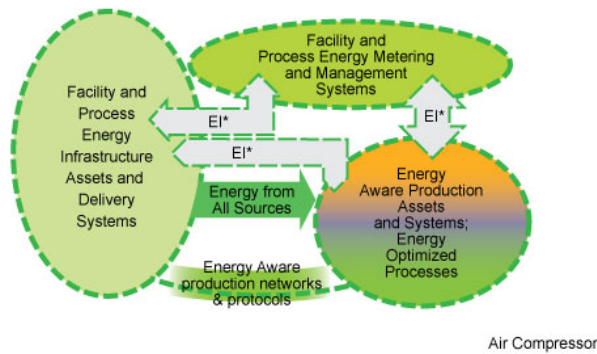 Facility and
Process Energy Metering
and Management
Systems
Facility and
Process
Energy
Infrastructure
Assets and
Delivery
Systems
EI*
EI*
EI*
Energy from
All Sources
Energy
Aware Production
Assets
and Systems;
Energy
Optimized
Processes
Energy Aware
production networks
& protocols
Air Compressor